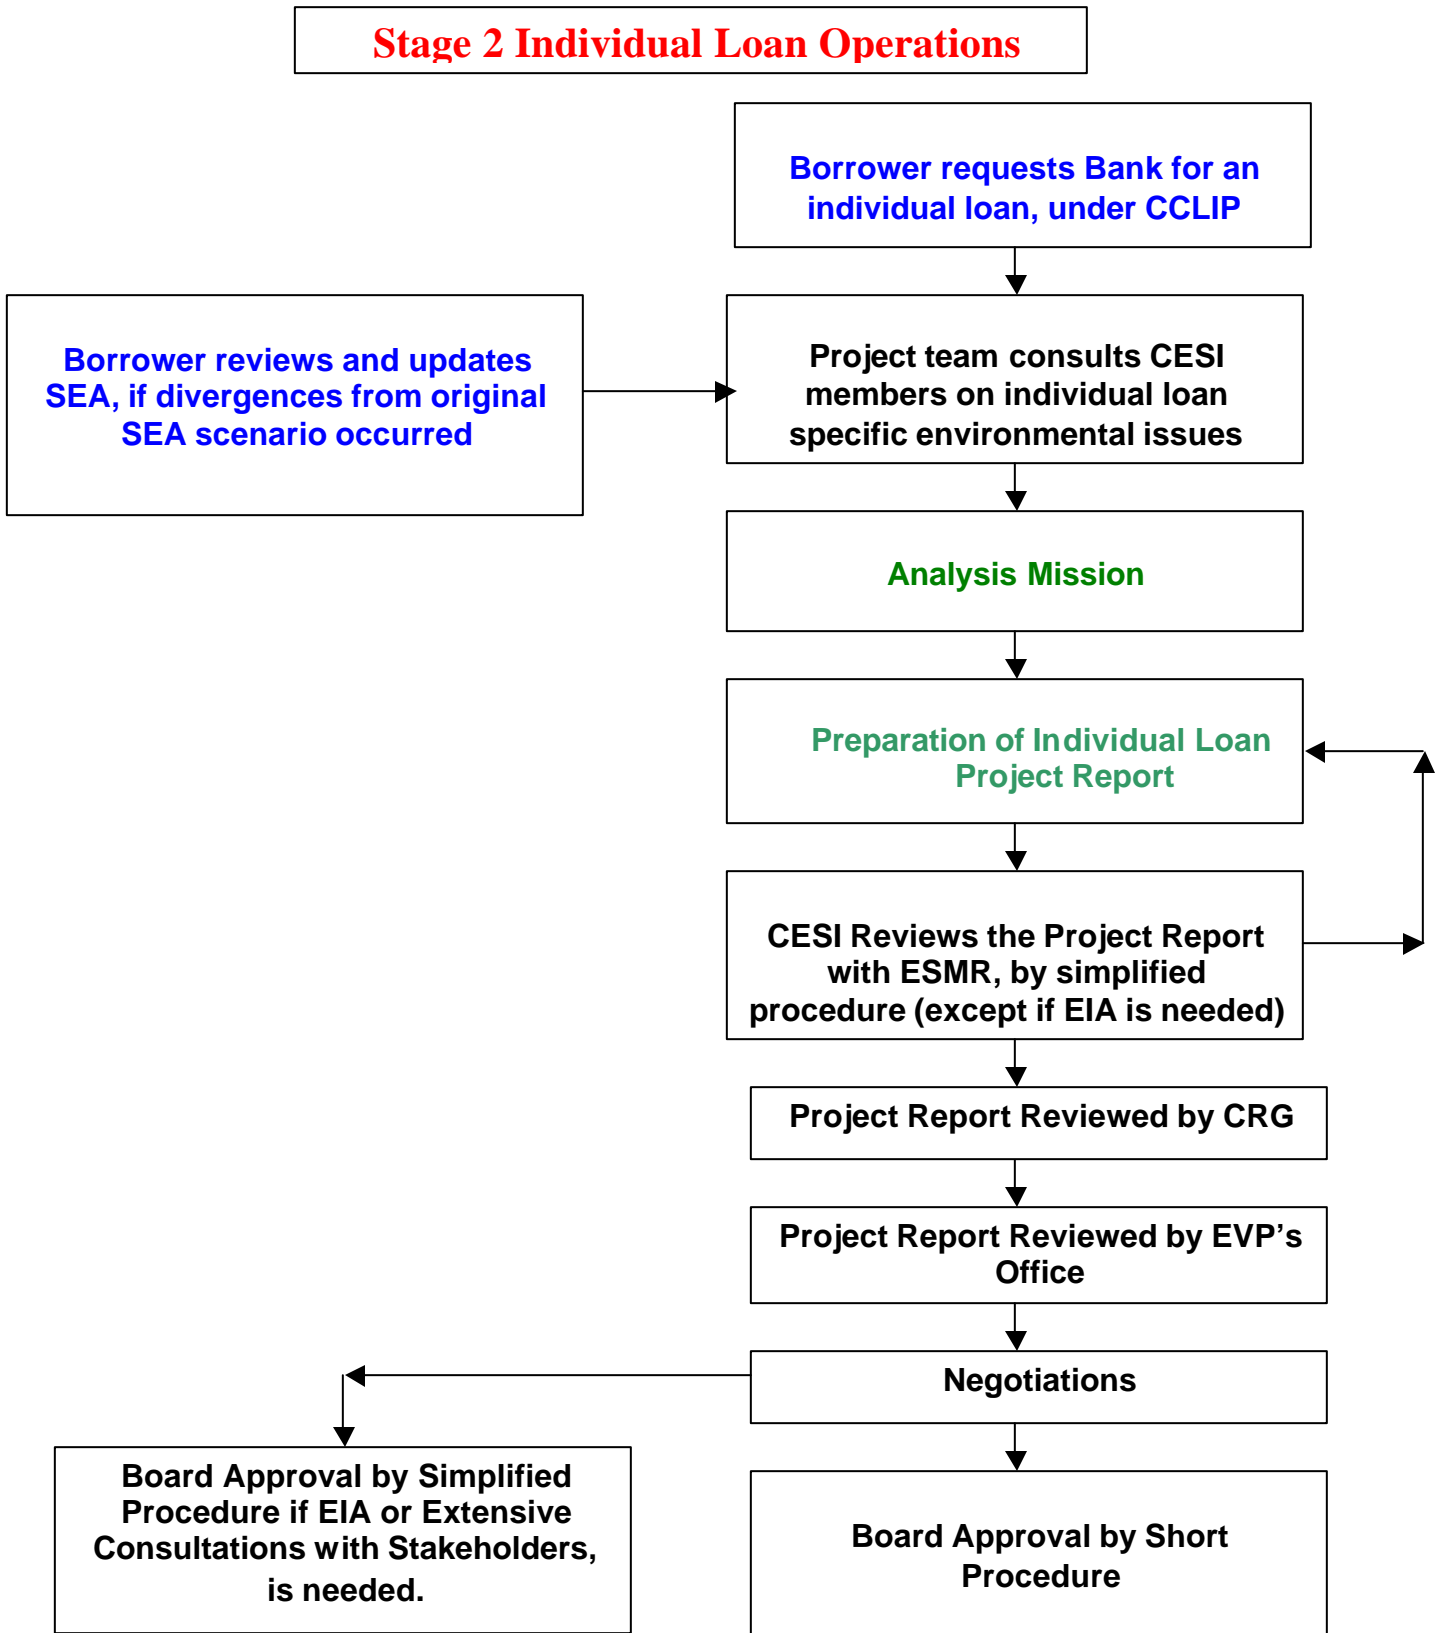 Stage 2 Individual Loan Operations
Borrower requests Bank for an
individual loan, under CCLIP
Borrower reviews and updates
SEA, if divergences from original
SEA scenario occurred
Project team consults CESI
members on individual loan
specific environmental issues
Analysis Mission
Preparation of Individual Loan
Project Report
CESI Reviews the Project Report
with ESMR, by simplified
procedure (except if EIA is needed)
Project Report Reviewed by CRG
Project Report Reviewed by EVP’s
Office
Negotiations
Board Approval by Simplified
Procedure if EIA or Extensive
Consultations with Stakeholders,
is needed.
Board Approval by Short
Procedure